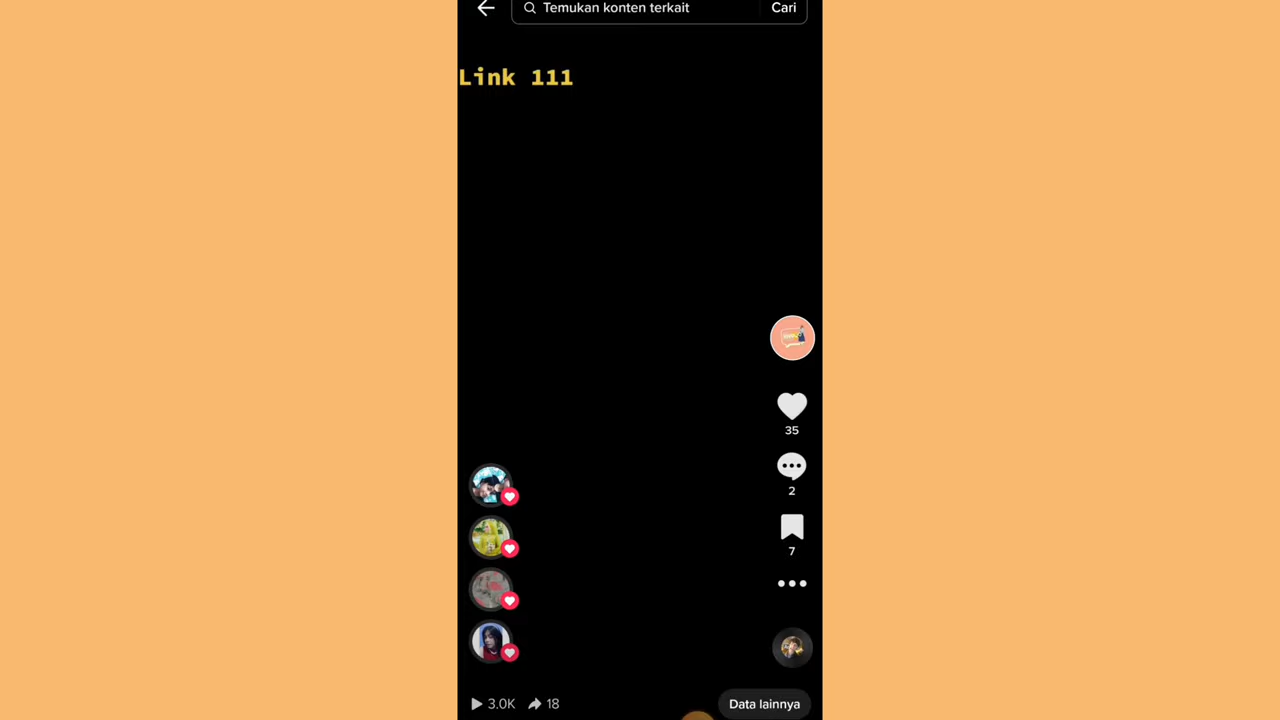 Temukan konten terkait Cari
Link 111
35
2
7
3.0K 18 Data lainnya